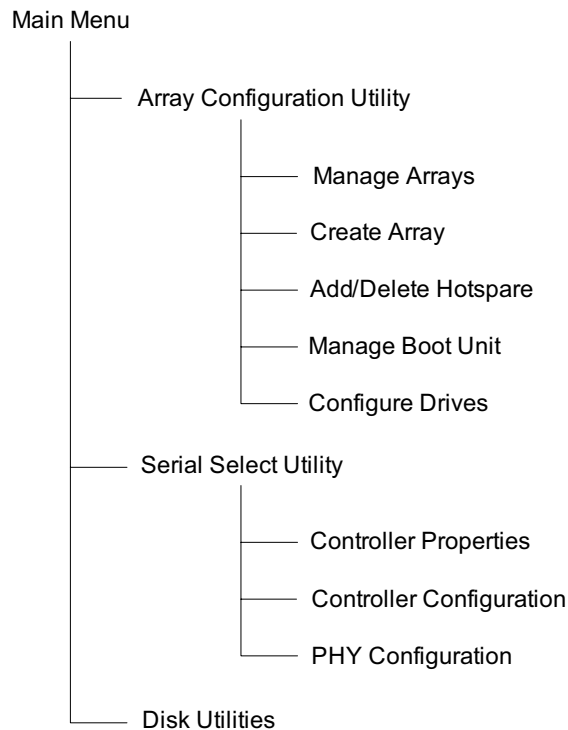 Main Menu
Array Configuration Utility
Manage Arrays
Create Array
Add/Delete Hotspare
Manage Boot Unit
Configure Drives
Serial Select Utility
Controller Properties
Controller Configuration
PHY Configuration
Disk Utilities